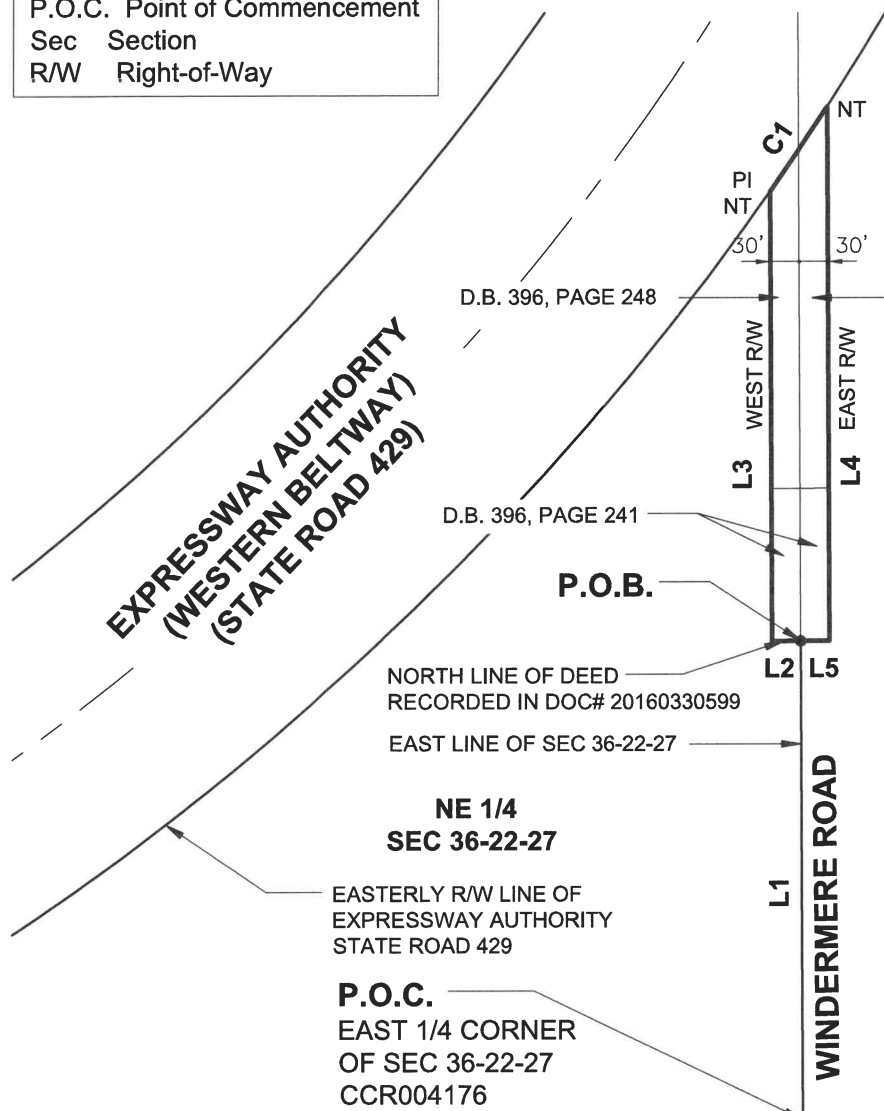 P.O.C. Point of Commencement
Sec Section
R/W Right-of-Way
NT
C1
PI
NT
30'
30'
D.B. 396, PAGE 248
WEST R/W
EAST R/W
EXPRESSWAY AUTHORITY
(WESTERN BELTWAY)
(STATE ROAD 429)
L3
L4
D.B. 396, PAGE 241
P.O.B.
L2
L5
NORTH LINE OF DEED
RECORDED IN DOC# 20160330599
EAST LINE OF SEC 36-22-27
NE 1/4
SEC 36-22-27
L1
WINDERMERE ROAD
EASTERLY R/W LINE OF
EXPRESSWAY AUTHORITY
STATE ROAD 429
P.O.C.
EAST 1/4 CORNER
OF SEC 36-22-27
CCR004176